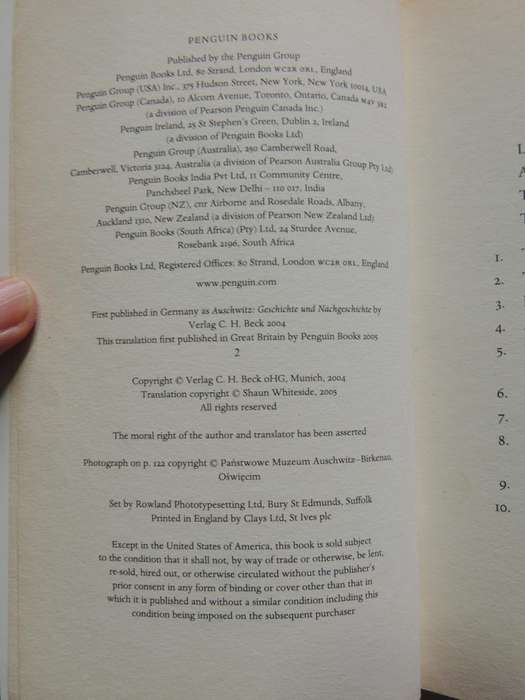 PENGUIN BOOKS
Published by the Penguin Group
Penguin Books Ltd, 80 Strand, London WC2R 0RL, England
Penguin Group (USA) Inc., 375 Hudson Street, New York, New York 10014, USA
Penguin Group (Canada), 10 Alcorn Avenue, Toronto, Ontario, Canada M4V 3B2
(a division of Pearson Penguin Canada Inc.)
Penguin Ireland, 25 St Stephen's Green, Dublin 2, Ireland
(a division of Penguin Books Ltd)
Penguin Group (Australia), 250 Camberwell Road,
Camberwell, Victoria 3124, Australia (a division of Pearson Australia Group Pty Ltd)
Penguin Books India Pvt Ltd, 11 Community Centre,
Panchsheel Park, New Delhi – 110 017, India
Penguin Group (NZ), cnr Airborne and Rosedale Roads, Albany,
Auckland 1310, New Zealand (a division of Pearson New Zealand Ltd)
Penguin Books (South Africa) (Pty) Ltd, 24 Sturdee Avenue,
Rosebank 2196, South Africa
Penguin Books Ltd, Registered Offices: 80 Strand, London WC2R 0RL, England
www.penguin.com
First published in Germany as Auschwitz: Geschichte und Nachgeschichte by
Verlag C. H. Beck 2004
This translation first published in Great Britain by Penguin Books 2005
2
Copyright © Verlag C. H. Beck oHG, Munich, 2004
Translation copyright © Shaun Whiteside, 2005
All rights reserved
The moral right of the author and translator has been asserted
Photograph on p. 122 copyright © Państwowe Muzeum Auschwitz–Birkenau,
Oświęcim
Set by Rowland Phototypesetting Ltd, Bury St Edmunds, Suffolk
Printed in England by Clays Ltd, St Ives plc
Except in the United States of America, this book is sold subject
to the condition that it shall not, by way of trade or otherwise, be lent,
re-sold, hired out, or otherwise circulated without the publisher's
prior consent in any form of binding or cover other than that in
which it is published and without a similar condition including this
condition being imposed on the subsequent purchaser
1.
2.
3.
4.
5.
6.
7.
8.
9.
10.